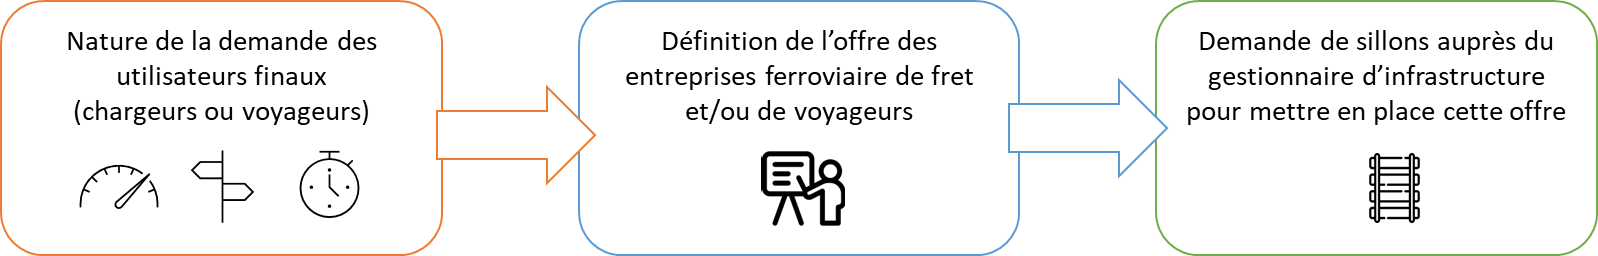 Nature de la demande des
utilisateurs finaux
(chargeurs ou voyageurs)
Définition de l’offre des
entreprises ferroviaire de fret
et/ou de voyageurs
Demande de sillons auprès du
gestionnaire d’infrastructure
pour mettre en place cette offre